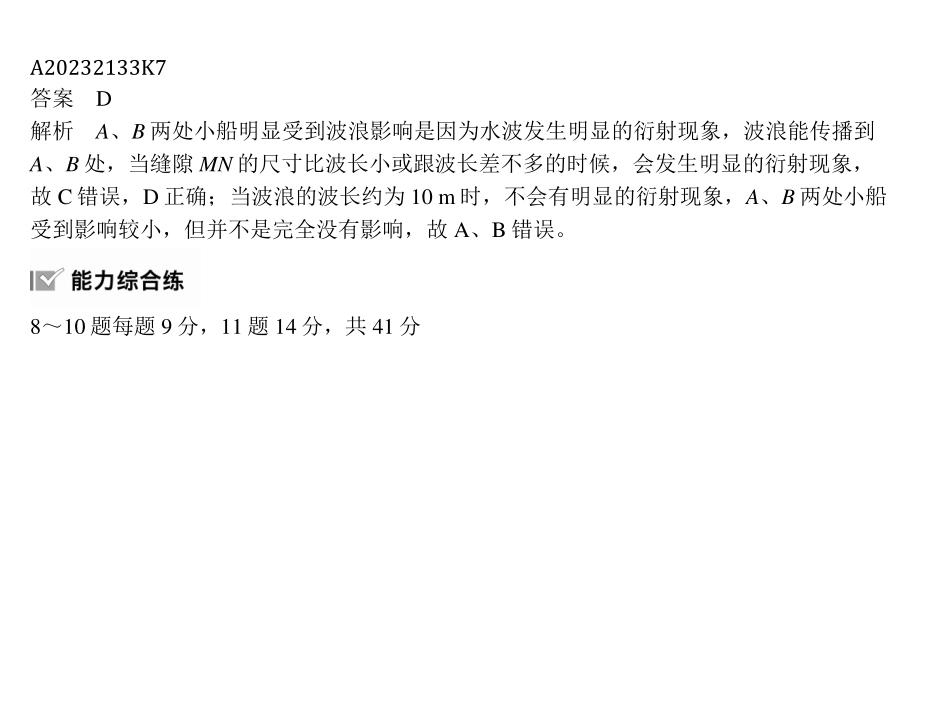 A20232133K7
答案　D
解析　A、B 两处小船明显受到波浪影响是因为水波发生明显的衍射现象，波浪能传播到
A、B 处，当缝隙 MN 的尺寸比波长小或跟波长差不多的时候，会发生明显的衍射现象，
故 C 错误，D 正确；当波浪的波长约为 10 m 时，不会有明显的衍射现象，A、B 两处小船
受到影响较小，但并不是完全没有影响，故 A、B 错误。
能力综合练
8～10 题每题 9 分，11 题 14 分，共 41 分